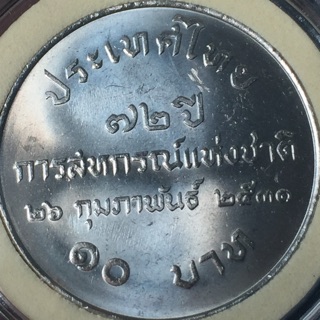 ประเทศไทย
๗๒ ปี
การสหกรณ์แห่งชาติ
๒๖ กุมภาพันธ์ ๒๕๓๑
๑๐ บาท